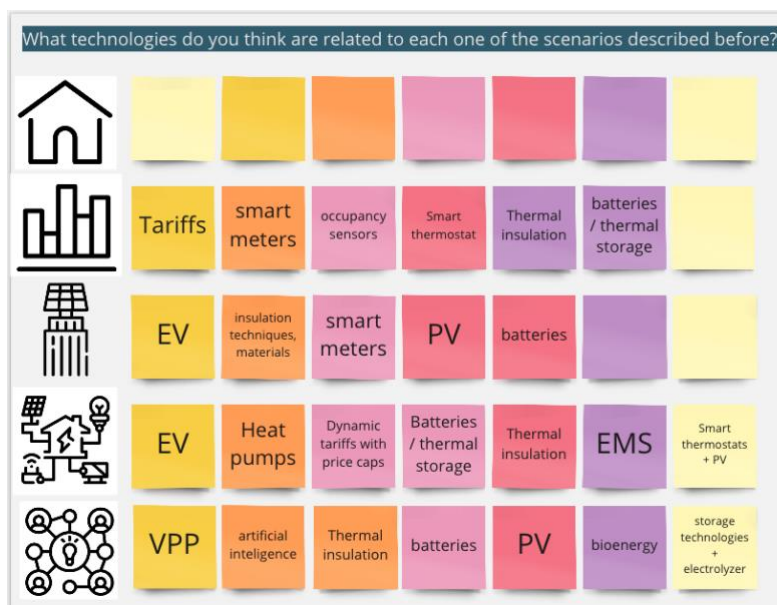 What technologies do you think are related to each one of the scenarios described before?
Tariffs
smart
meters
occupancy
sensors
Smart
thermostat
Thermal
insulation
batteries
/ thermal
storage
EV
insulation
techniques,
materials
smart
meters
PV
batteries
EV
Heat
pumps
Dynamic
tariffs with
price caps
Batteries
/ thermal
storage
Thermal
insulation
EMS
Smart
thermostats
+ PV
VPP
artificial
inteligence
Thermal
insulation
batteries
PV
bioenergy
storage
technologies
+
electrolyzer